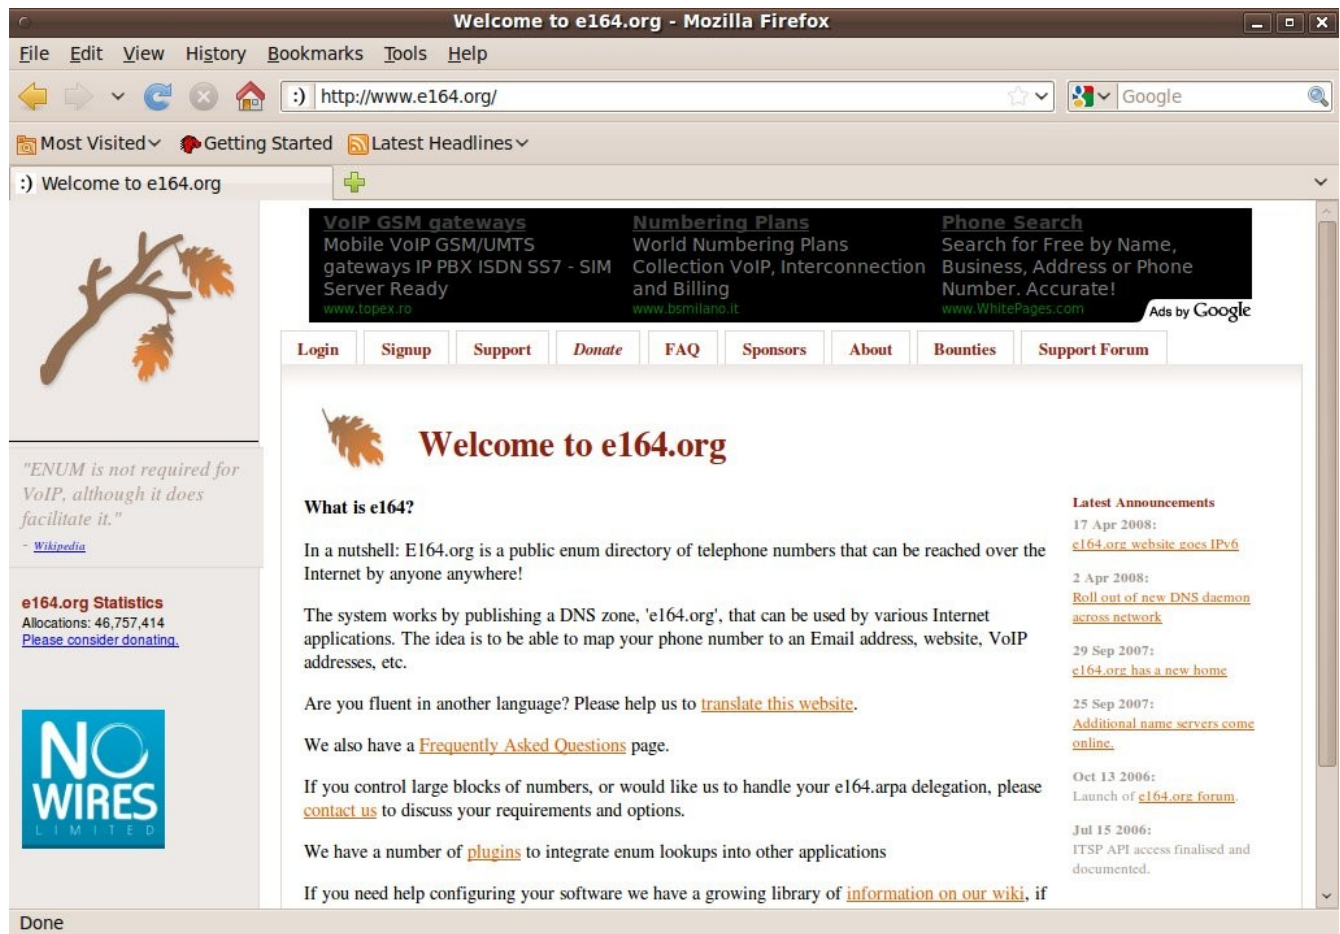 Welcome to e164.org - Mozilla Firefox
File Edit View History Bookmarks Tools Help
:) http://www.e164.org/
Google
Most Visited Getting Started Latest Headlines
:) Welcome to e164.org
VoIP GSM gateways
Mobile VoIP GSM/UMTS
gateways IP PBX ISDN SS7 - SIM
Server Ready
www.topex.ro
Numbering Plans
World Numbering Plans
Collection VoIP, Interconnection
and Billing
www.bsmilano.it
Phone Search
Search for Free by Name,
Business, Address or Phone
Number. Accurate!
www.WhitePages.com
Ads by Google
Login Signup Support Donate FAQ Sponsors About Bounties Support Forum
"ENUM is not required for
VoIP, although it does
facilitate it."
- Wikipedia
e164.org Statistics
Allocations: 46,757,414
Please consider donating.
NO
WIRES
LIMITED
Welcome to e164.org
What is e164?
In a nutshell: E164.org is a public enum directory of telephone numbers that can be reached over the
Internet by anyone anywhere!
The system works by publishing a DNS zone, 'e164.org', that can be used by various Internet
applications. The idea is to be able to map your phone number to an Email address, website, VoIP
addresses, etc.
Are you fluent in another language? Please help us to translate this website.
We also have a Frequently Asked Questions page.
If you control large blocks of numbers, or would like us to handle your e164.arpa delegation, please
contact us to discuss your requirements and options.
We have a number of plugins to integrate enum lookups into other applications
If you need help configuring your software we have a growing library of information on our wiki, if
Latest Announcements
17 Apr 2008:
e164.org website goes IPv6
2 Apr 2008:
Roll out of new DNS daemon
across network
29 Sep 2007:
e164.org has a new home
25 Sep 2007:
Additional name servers come
online.
Oct 13 2006:
Launch of e164.org forum.
Jul 15 2006:
ITSP API access finalised and
documented.
Done